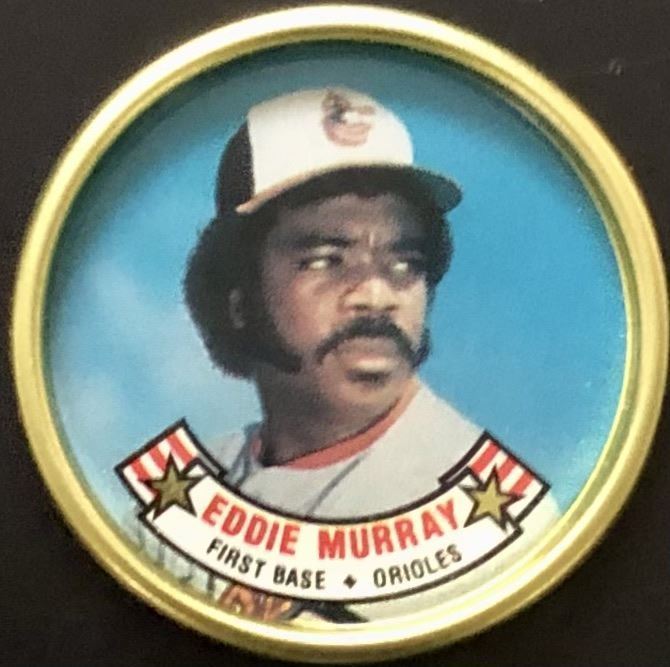 EDDIE MURRAY
FIRST BASE ♦ ORIOLES